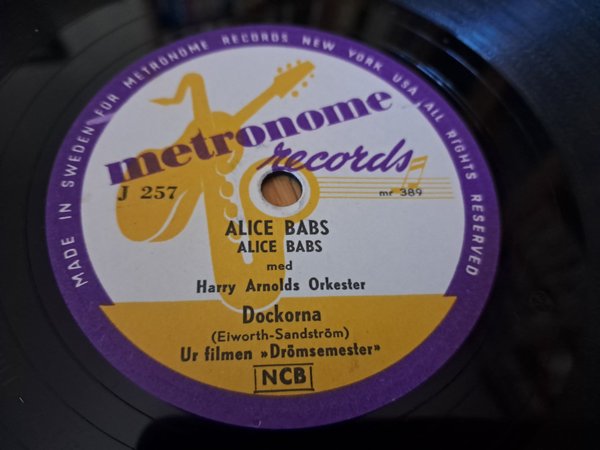 MADE IN SWEDEN FOR METRONOME RECORDS NEW YORK USA ALL RIGHTS RESERVED
metronome
records
J 257
mr 389
ALICE BABS
ALICE BABS
med
Harry Arnolds Orkester
Dockorna
(Eiworth-Sandström)
Ur filmen »Drömsemester»
NCB